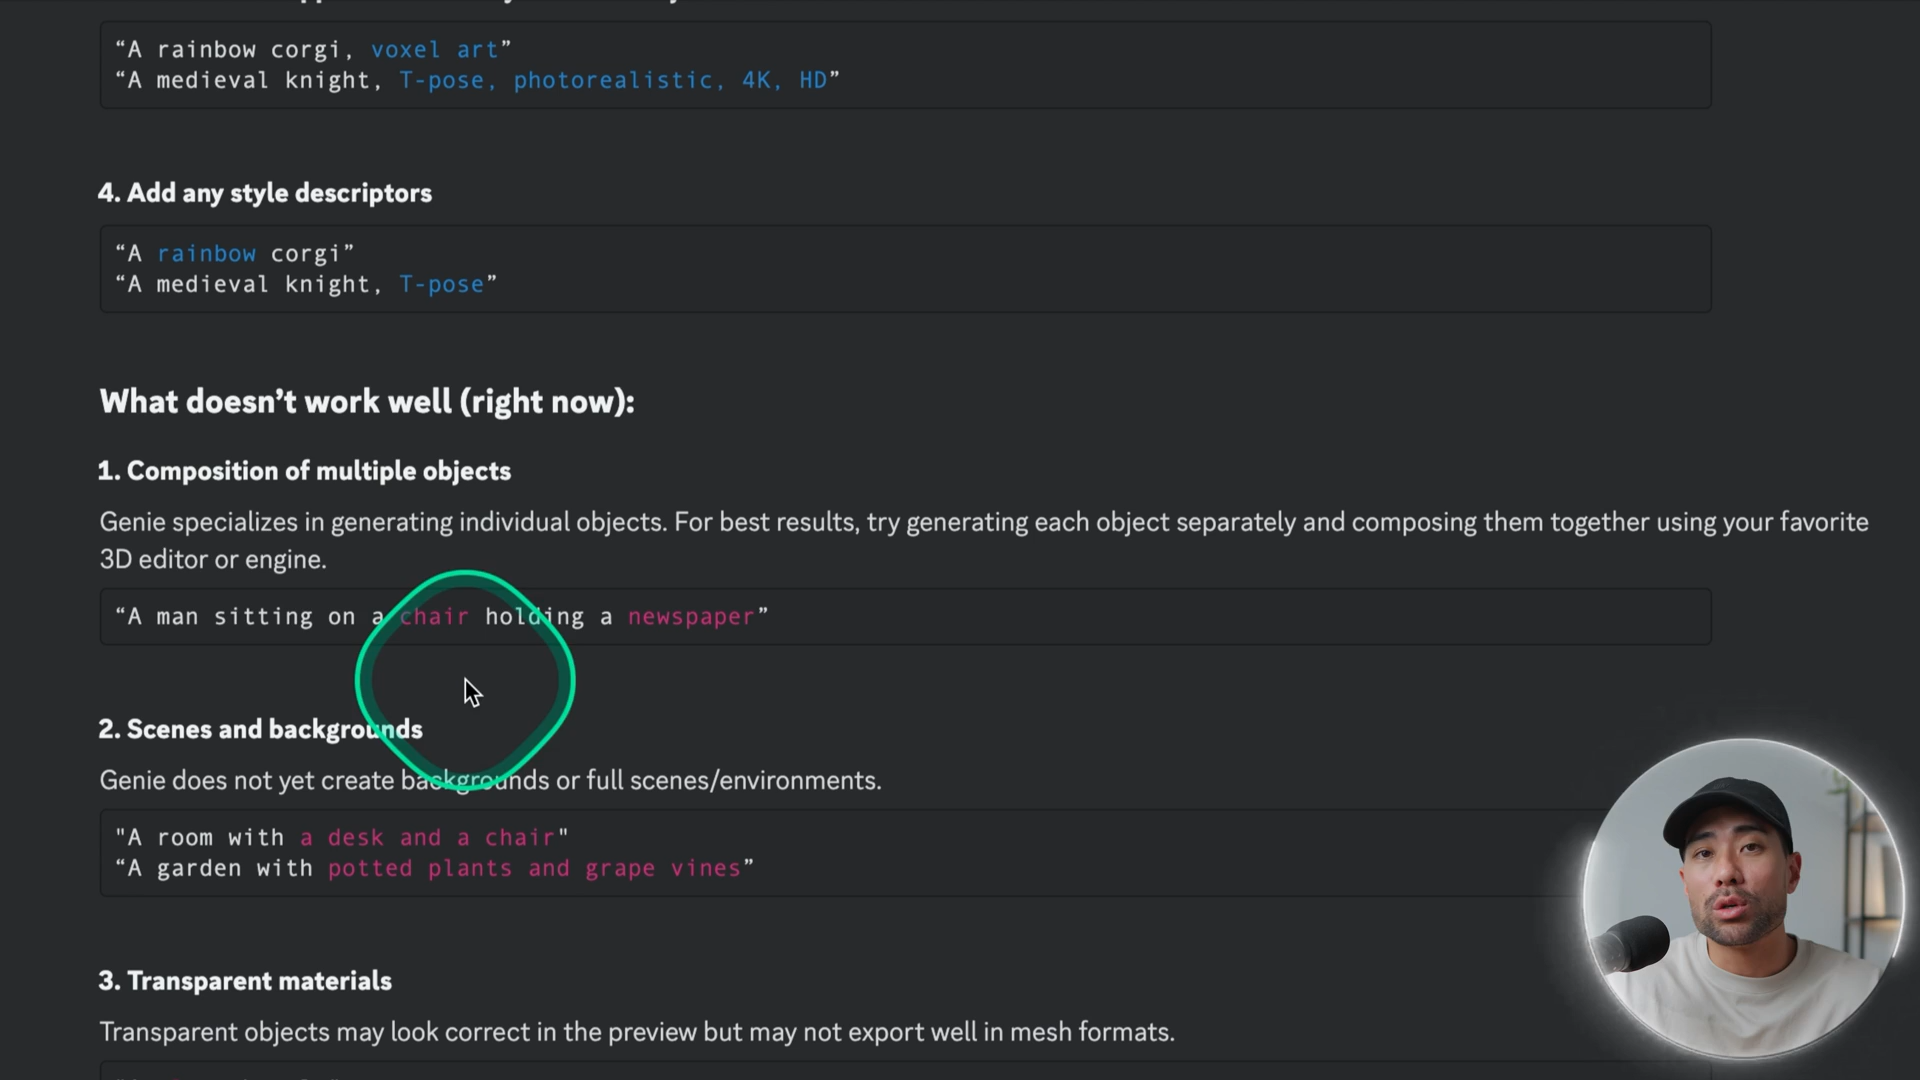 “A rainbow corgi, voxel art”
“A medieval knight, T-pose, photorealistic, 4K, HD”
4. Add any style descriptors
“A rainbow corgi”
“A medieval knight, T-pose”
What doesn’t work well (right now):
1. Composition of multiple objects
Genie specializes in generating individual objects. For best results, try generating each object separately and composing them together using your favorite
3D editor or engine.
“A man sitting on a chair holding a newspaper”
2. Scenes and backgrounds
Genie does not yet create backgrounds or full scenes/environments.
"A room with a desk and a chair"
“A garden with potted plants and grape vines”
3. Transparent materials
Transparent objects may look correct in the preview but may not export well in mesh formats.